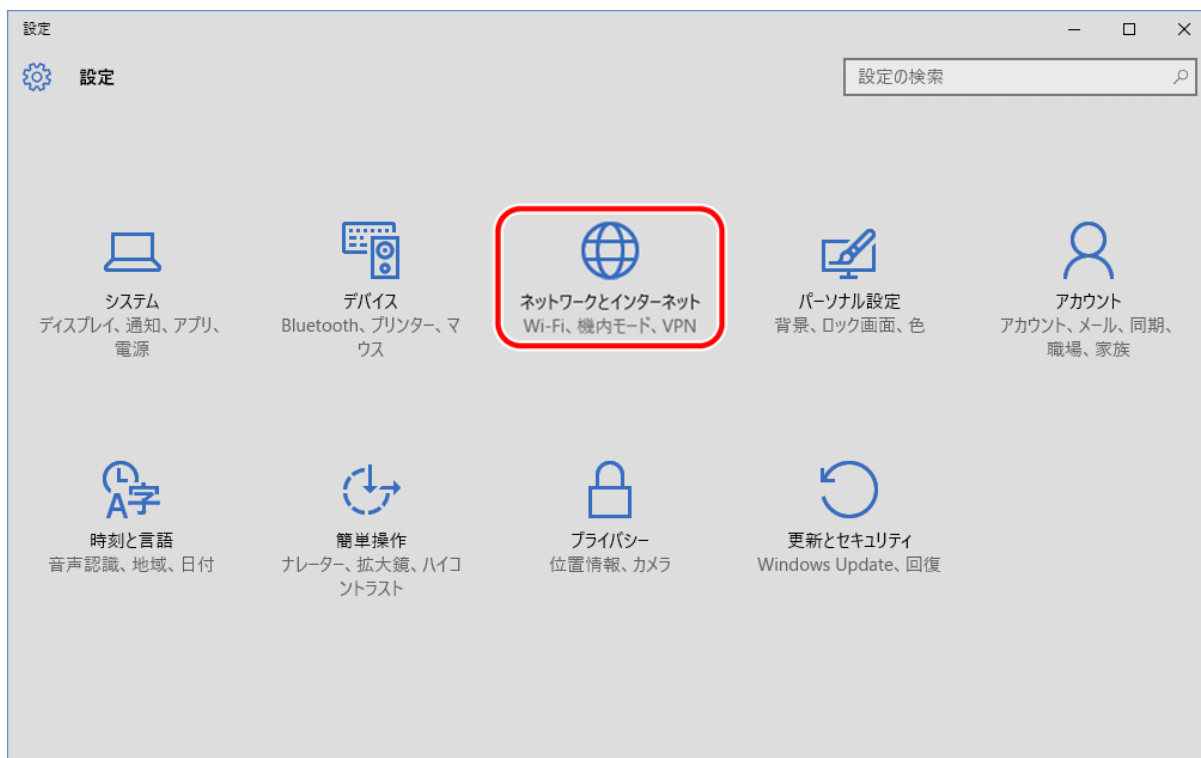 設定
設定
設定の検索
システム
ディスプレイ、通知、アプリ、
電源
デバイス
Bluetooth、プリンター、マ
ウス
ネットワークとインターネット
Wi-Fi、機内モード、VPN
パーソナル設定
背景、ロック画面、色
アカウント
アカウント、メール、同期、
職場、家族
A字
時刻と言語
音声認識、地域、日付
簡単操作
ナレーター、拡大鏡、ハイコ
ントラスト
プライバシー
位置情報、カメラ
更新とセキュリティ
Windows Update、回復